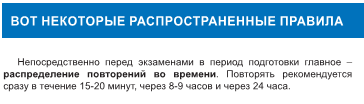 ВОТ НЕКОТОРЫЕ РАСПРОСТРАНЕННЫЕ ПРАВИЛА
Непосредственно перед экзаменами в период подготовки главное –
распределение повторений во времени. Повторять рекомендуется
сразу в течение 15-20 минут, через 8-9 часов и через 24 часа.